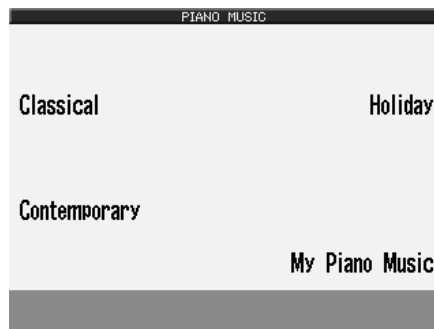 PIANO MUSIC
Classical
Holiday
Contemporary
My Piano Music